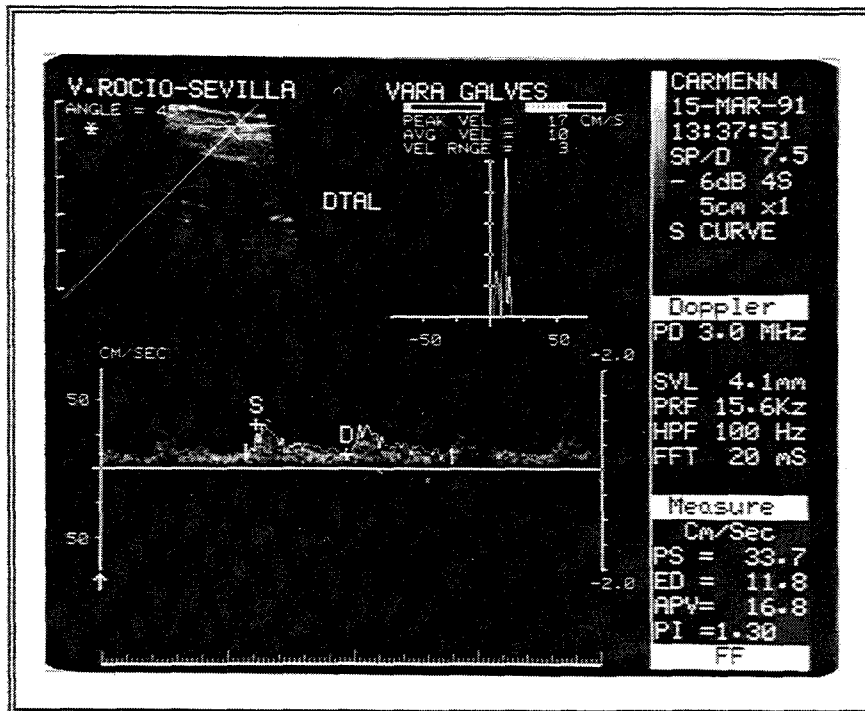 V.ROCIO-SEVILLA
VARA GALVES
ANGLE =
PEAK VEL = 17 CM/S
AVG VEL = 10
VEL RNGE = 3
DTAL
-50 50
CARMENN
15-MAR-91
13:37:51
SP/D 7.5
- 6dB 4S
5cm x1
S CURVE
Doppler
PD 3.0 MHz
SVL 4.1mm
PRF 15.6Kz
HPF 100 Hz
FFT 20 mS
CM/SEC
-2.0
50
S
D
50
-2.0
Measure
Cm/Sec
PS = 33.7
ED = 11.8
APV= 16.8
PI =1.30
FF